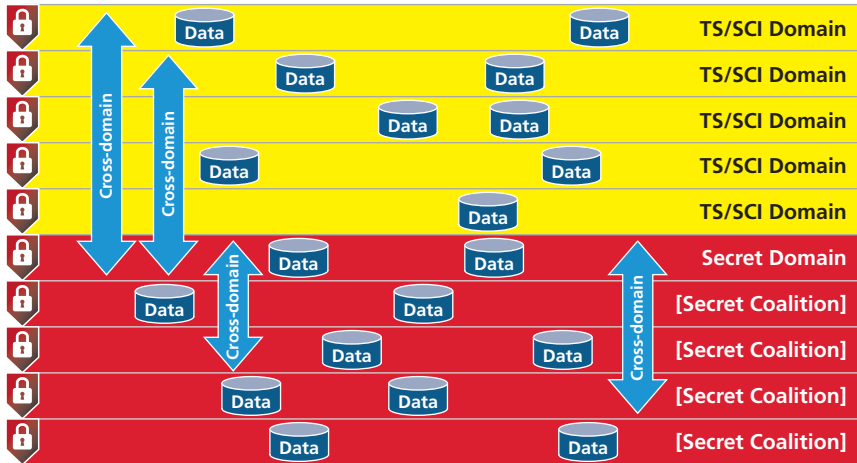 Data Data TS/SCI Domain
Data Data TS/SCI Domain
Data Data TS/SCI Domain
Data Data TS/SCI Domain
Data TS/SCI Domain
Cross-domain
Cross-domain
Data Data Secret Domain
Data Data [Secret Coalition]
Data Data [Secret Coalition]
Data Data [Secret Coalition]
Data Data [Secret Coalition]
Cross-domain
Cross-domain